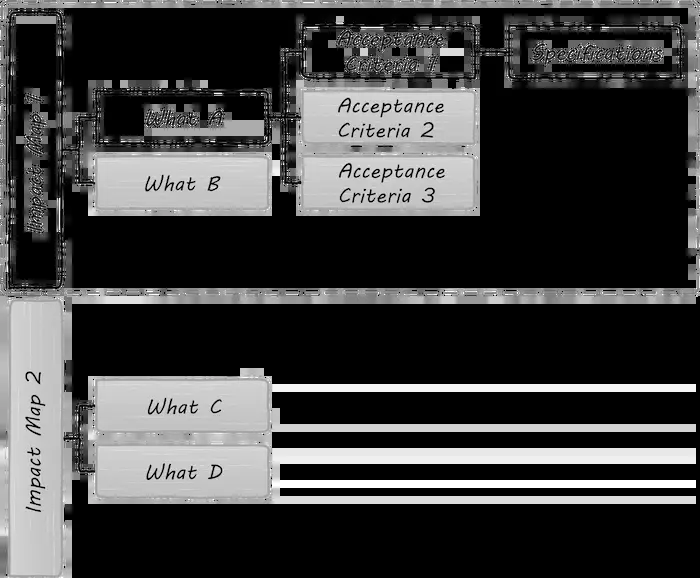 Impact Map 1
What A
What B
Acceptance
Criteria 1
Acceptance
Criteria 2
Acceptance
Criteria 3
Specifications
Impact Map 2
What C
What D